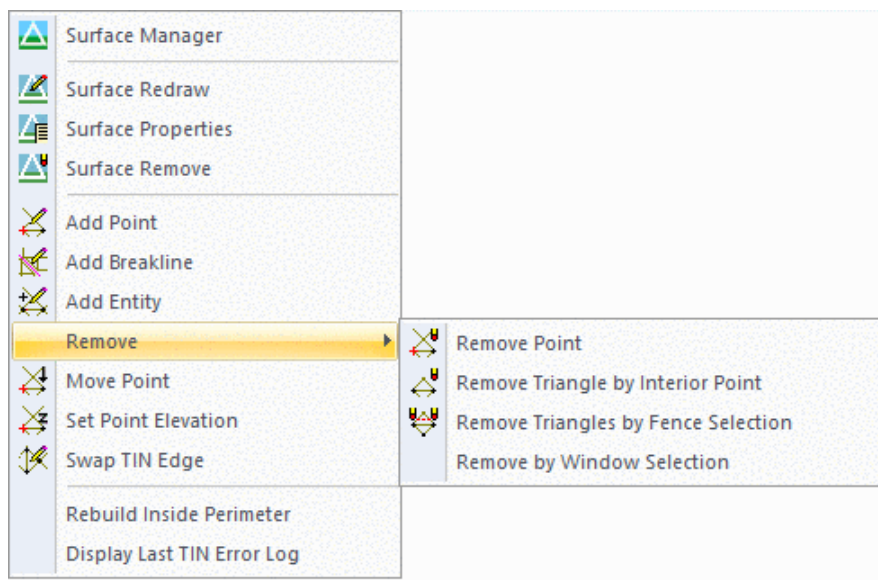 Surface Manager
Surface Redraw
Surface Properties
Surface Remove
Add Point
Add Breakline
Add Entity
Remove
Move Point
Set Point Elevation
Swap TIN Edge
Rebuild Inside Perimeter
Display Last TIN Error Log
Remove Point
Remove Triangle by Interior Point
Remove Triangles by Fence Selection
Remove by Window Selection